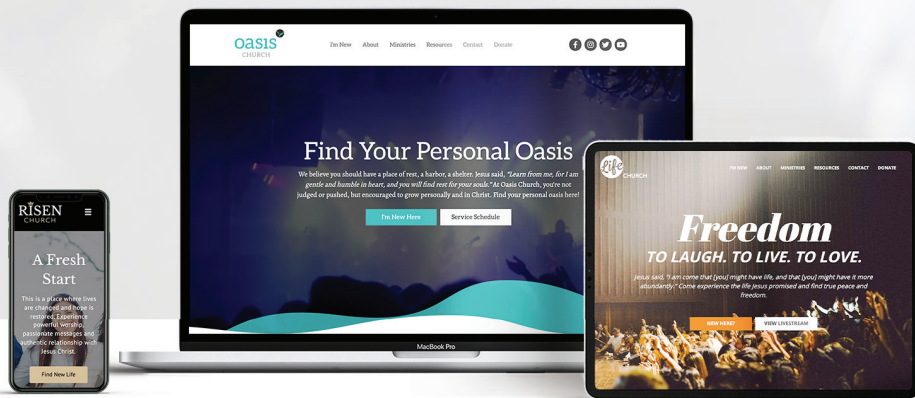 oasis
CHURCH
I'm New About Ministries Resources Contact Donate
Find Your Personal Oasis
We believe you should have a place of rest, a harbor, a shelter. Jesus said, "Learn from me, for I am
gentle and humble in heart, and you will find rest for your souls." At Oasis Church, you're not
judged or pushed, but encouraged to grow personally and in Christ. Find your personal oasis here!
I'm New Here Service Schedule
MacBook Pro
RISEN
CHURCH
A Fresh
Start
This is a place where lives
are changed and hope is
restored. Experience
powerful worship,
passionate messages and
authentic relationship with
Jesus Christ.
Find New Life
Life
CHURCH
I'M NEW ABOUT MINISTRIES RESOURCES CONTACT DONATE
Freedom
TO LAUGH. TO LIVE. TO LOVE.
Jesus said, "I am come that [you] might have life, and that [you] might have it more
abundantly." Come experience the life Jesus promised and find true peace and
freedom.
NEW HERE? VIEW LIVESTREAM